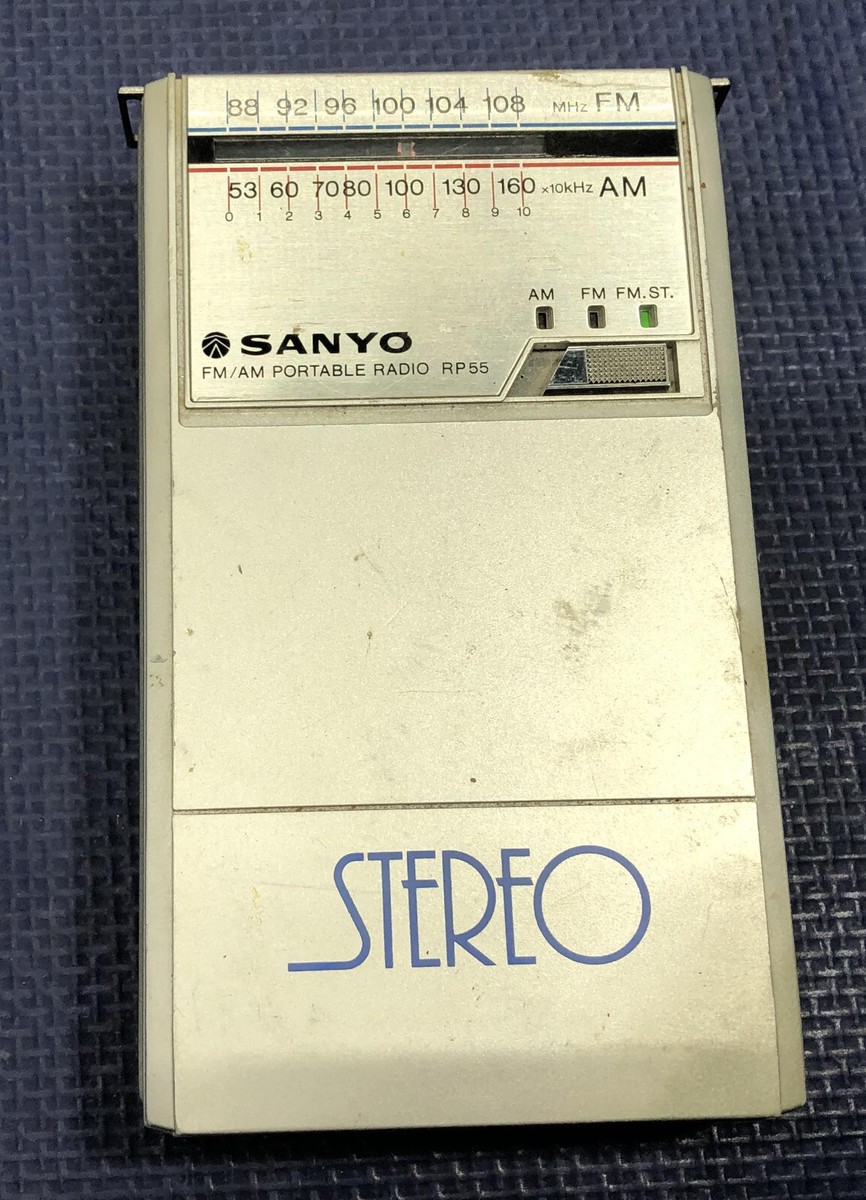 88 92 96 100 104 108 MHz FM
53 60 70 80 100 130 160 x10kHz AM
0 1 2 3 4 5 6 7 8 9 10
AM FM FM.ST.
SANYO
FM/AM PORTABLE RADIO RP55
STEREO